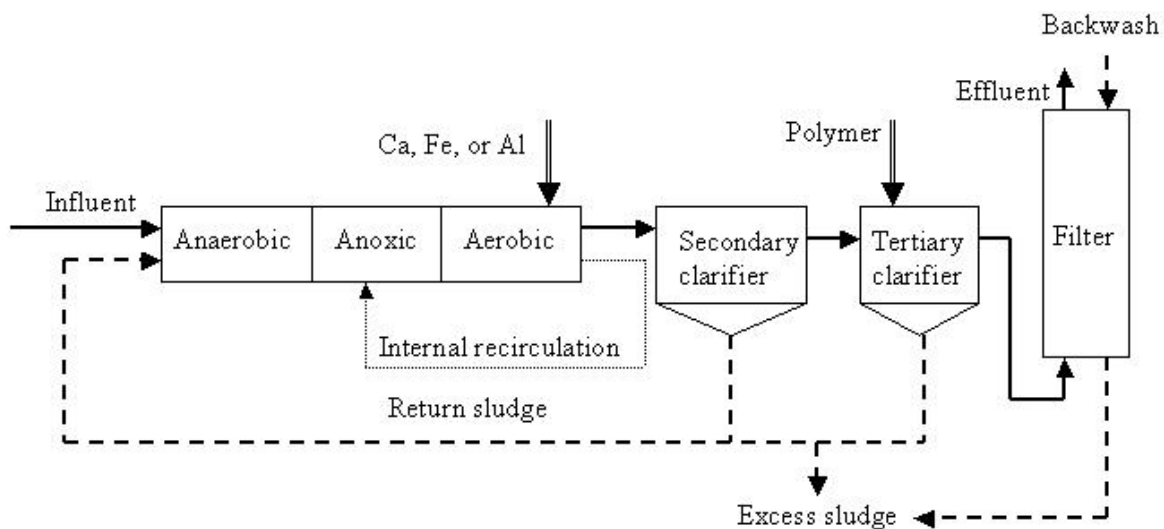 Backwash
Effluent
Ca, Fe, or Al
Polymer
Influent
Anaerobic
Anoxic
Aerobic
Secondary
clarifier
Tertiary
clarifier
Filter
Internal recirculation
Return sludge
Excess sludge